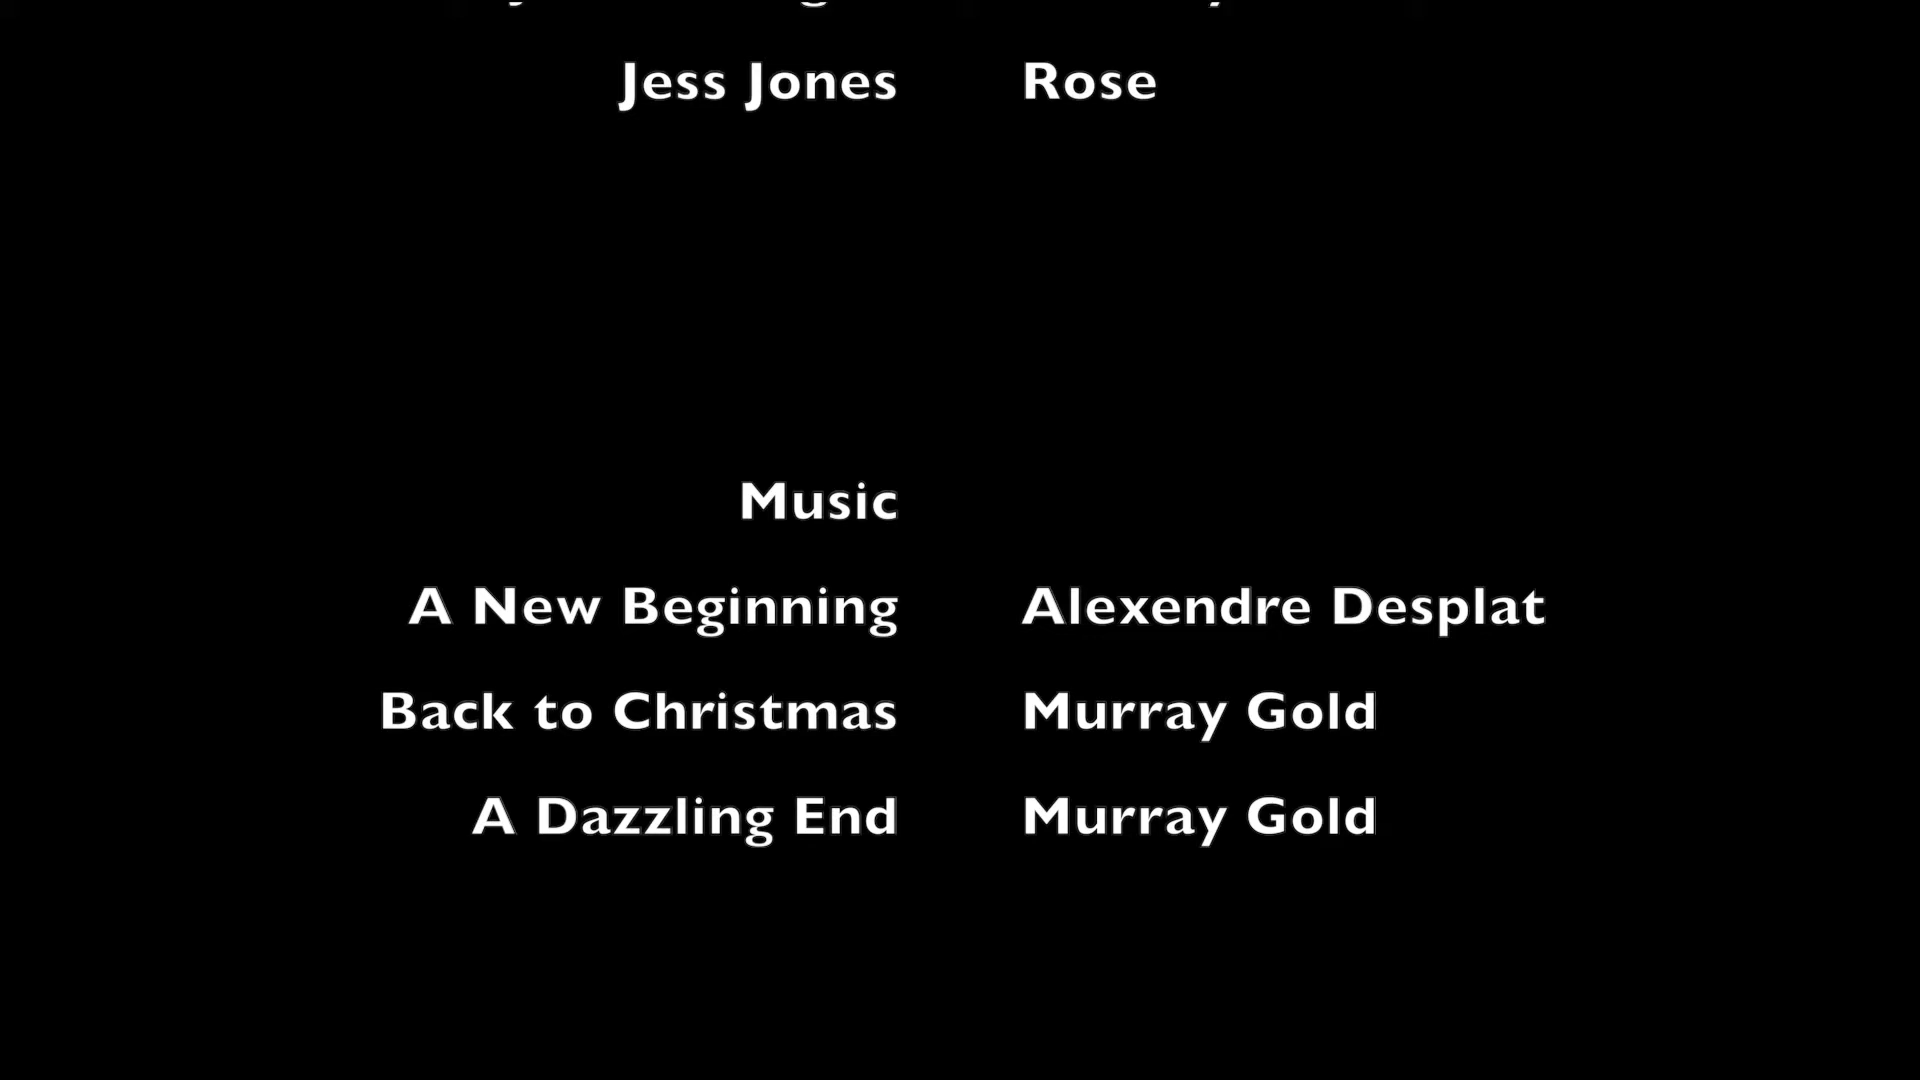 Jess Jones Rose
Music
A New Beginning Alexendre Desplat
Back to Christmas Murray Gold
A Dazzling End Murray Gold